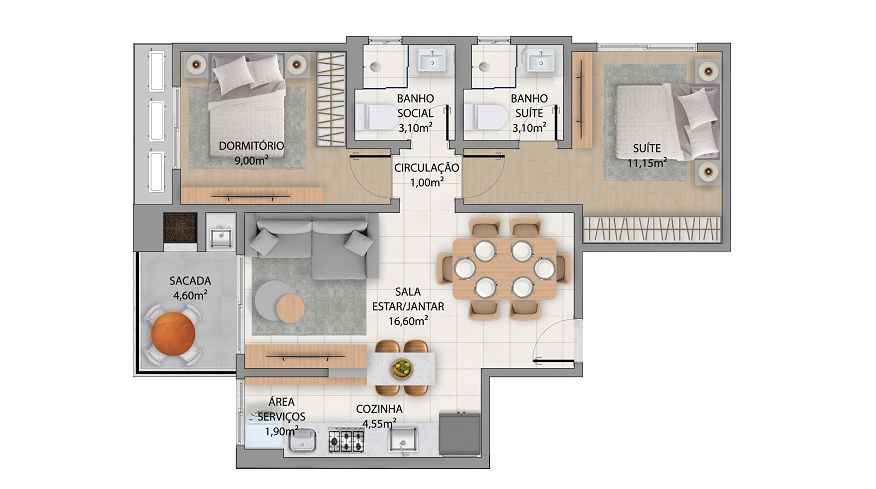 BANHO
SOCIAL
3,10m²
BANHO
SUÍTE
3,10m²
DORMITÓRIO
9,00m²
SUÍTE
11,15m²
CIRCULAÇÃO
1,00m²
SACADA
4,60m²
SALA
ESTAR/JANTAR
16,60m²
ÁREA
SERVIÇOS
1,90m²
COZINHA
4,55m²